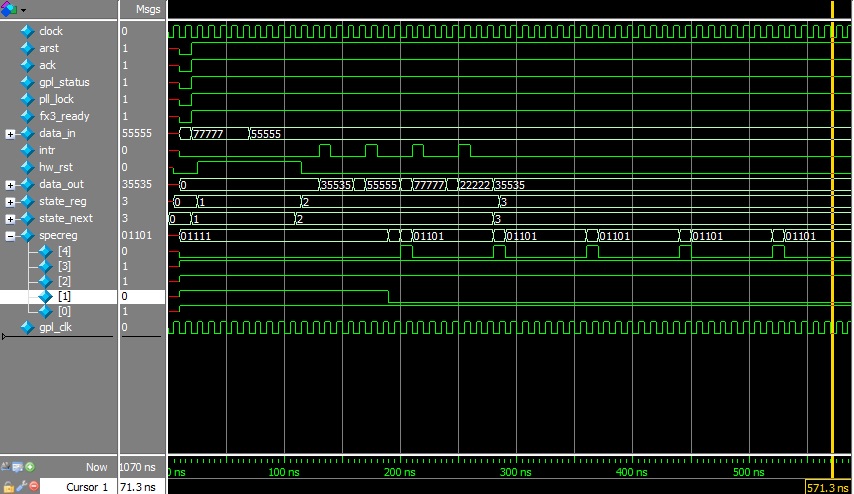 Msgs
clock 0
arst 1
ack 1
gpl_status 1
pll_lock 1
fx3_ready 1
data_in 55555 77777 55555
intr 0
hw_rst 0
data_out 35535 0 35535 55555 77777 22222 35535
state_reg 3 0 1 2 3
state_next 3 0 1 2 3
specreg 01101 01111 01101 01101 01101 01101 01101
[4] 0
[3] 1
[2] 1
[1] 0
[0] 1
gpl_clk 0
Now 1070 ns ns 100 ns 200 ns 300 ns 400 ns 500 ns
Cursor 1 71.3 ns 571.3 ns